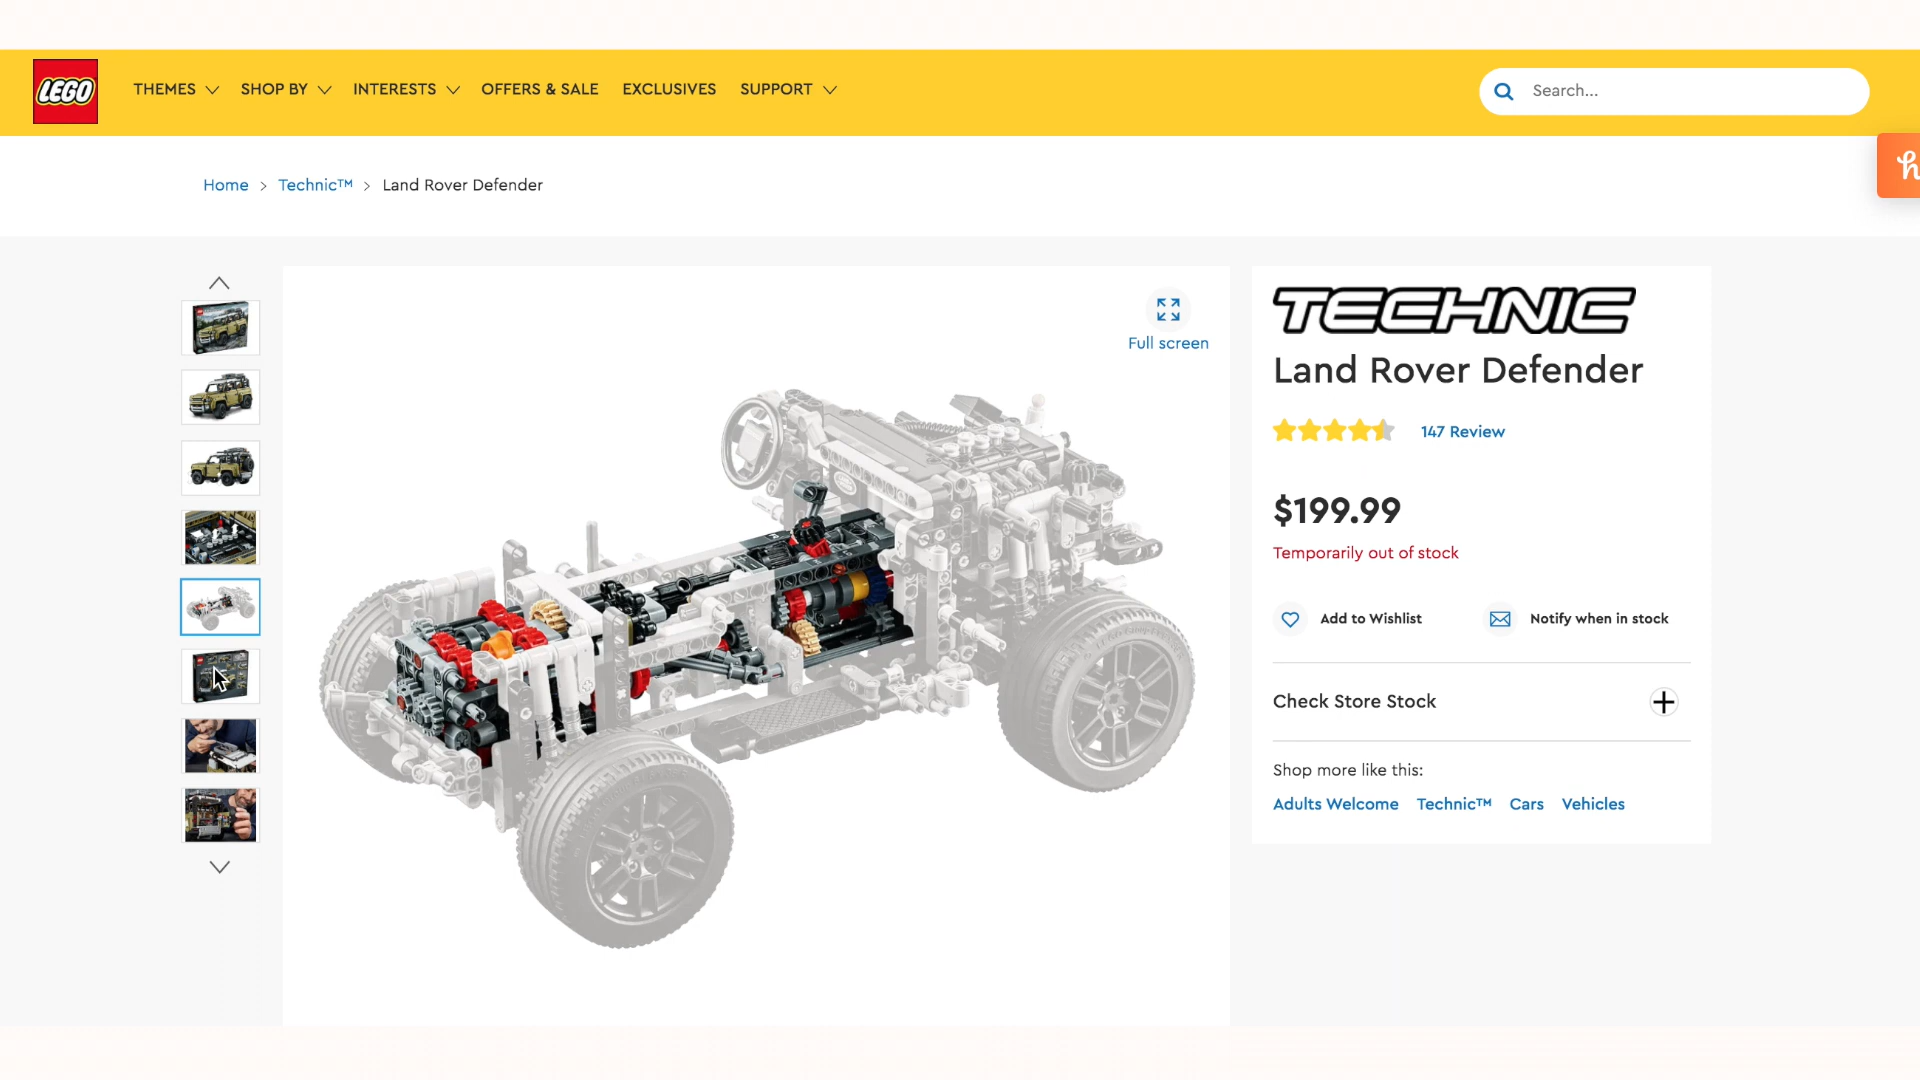 LEGO
THEMES
SHOP BY
INTERESTS
OFFERS & SALE
EXCLUSIVES
SUPPORT
Search...
h
Home > Technic™ > Land Rover Defender
Full screen
TECHNIC
Land Rover Defender
147 Review
$199.99
Temporarily out of stock
Add to Wishlist
Notify when in stock
Check Store Stock
Shop more like this:
Adults Welcome Technic™ Cars Vehicles